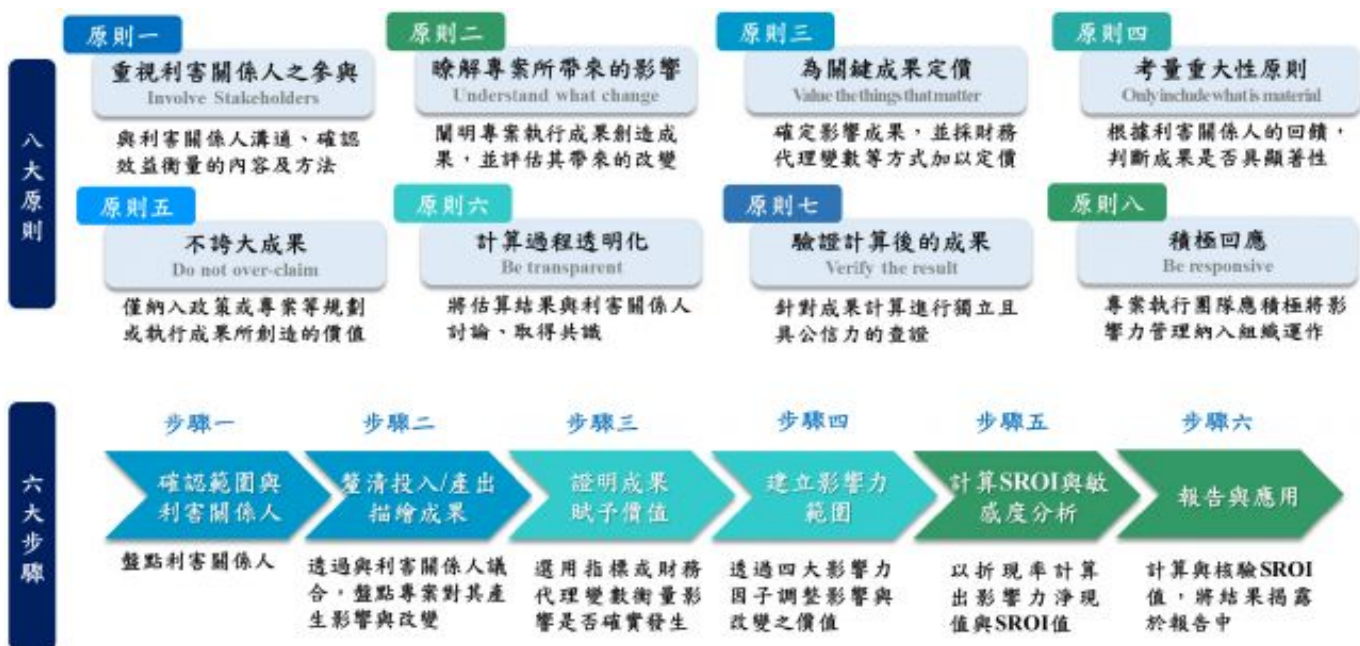 八大原則
原則一
重視利害關係人之參與
Involve Stakeholders
與利害關係人溝通、確認
效益衡量的內容及方法
原則二
瞭解專案所帶來的影響
Understand what change
闡明專案執行成果創造成
果，並評估其帶來的改變
原則三
為關鍵成果定價
Value the things that matter
確定影響成果，並採財務
代理變數等方式加以定價
原則四
考量重大性原則
Only include what is material
根據利害關係人的回饋，
判斷成果是否具顯著性
原則五
不誇大成果
Do not over-claim
僅納入政策或專案等規劃
或執行成果所創造的價值
原則六
計算過程透明化
Be transparent
將估算結果與利害關係人
討論、取得共識
原則七
驗證計算後的成果
Verify the result
針對成果計算進行獨立且
具公信力的查證
原則八
積極回應
Be responsive
專案執行團隊應積極將影
響力管理納入組織運作
六大步驟
步驟一
確認範圍與
利害關係人
盤點利害關係人
步驟二
釐清投入/產出
描繪成果
透過與利害關係人議
合，盤點專案對其產
生影響與改變
步驟三
證明成果
賦予價值
選用指標或財務
代理變數衡量影
響是否確實發生
步驟四
建立影響力
範圍
透過四大影響力
因子調整影響與
改變之價值
步驟五
計算SROI與敏
感度分析
以折現率計算
出影響力淨現
值與SROI值
步驟六
報告與應用
計算與核驗SROI
值，將結果揭露
於報告中